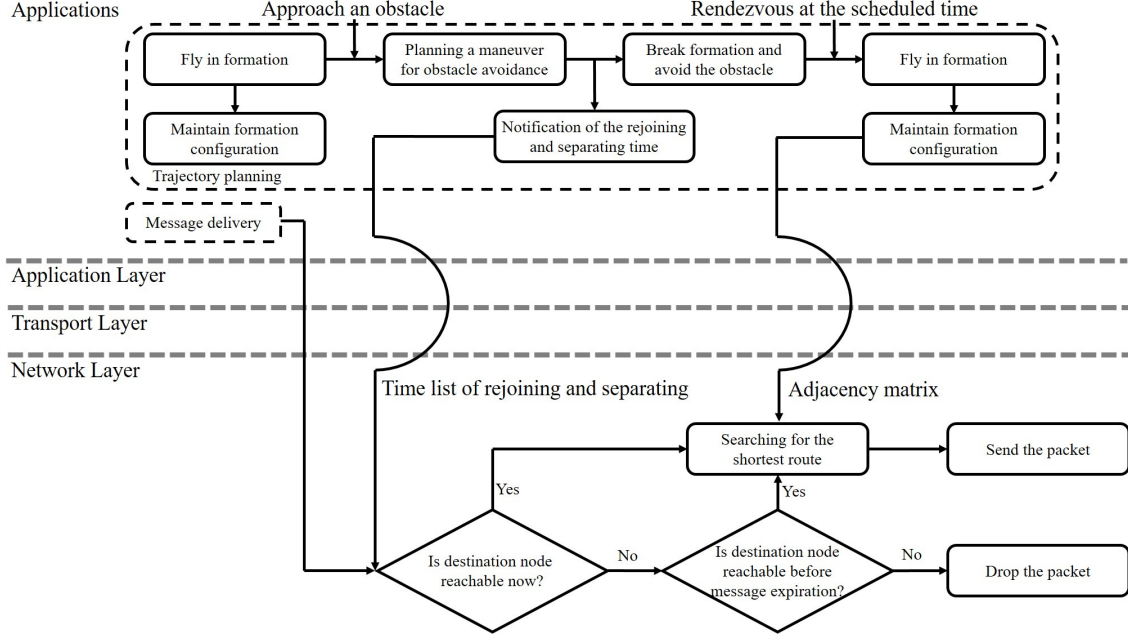 Applications
Approach an obstacle
Rendezvous at the scheduled time
Fly in formation
Planning a maneuver
for obstacle avoidance
Break formation and
avoid the obstacle
Fly in formation
Maintain formation
configuration
Notification of the rejoining
and separating time
Maintain formation
configuration
Trajectory planning
Message delivery
Application Layer
Transport Layer
Network Layer
Time list of rejoining and separating
Adjacency matrix
Searching for the
shortest route
Send the packet
Yes
Yes
Is destination node
reachable now?
No
Is destination node
reachable before
message expiration?
No
Drop the packet